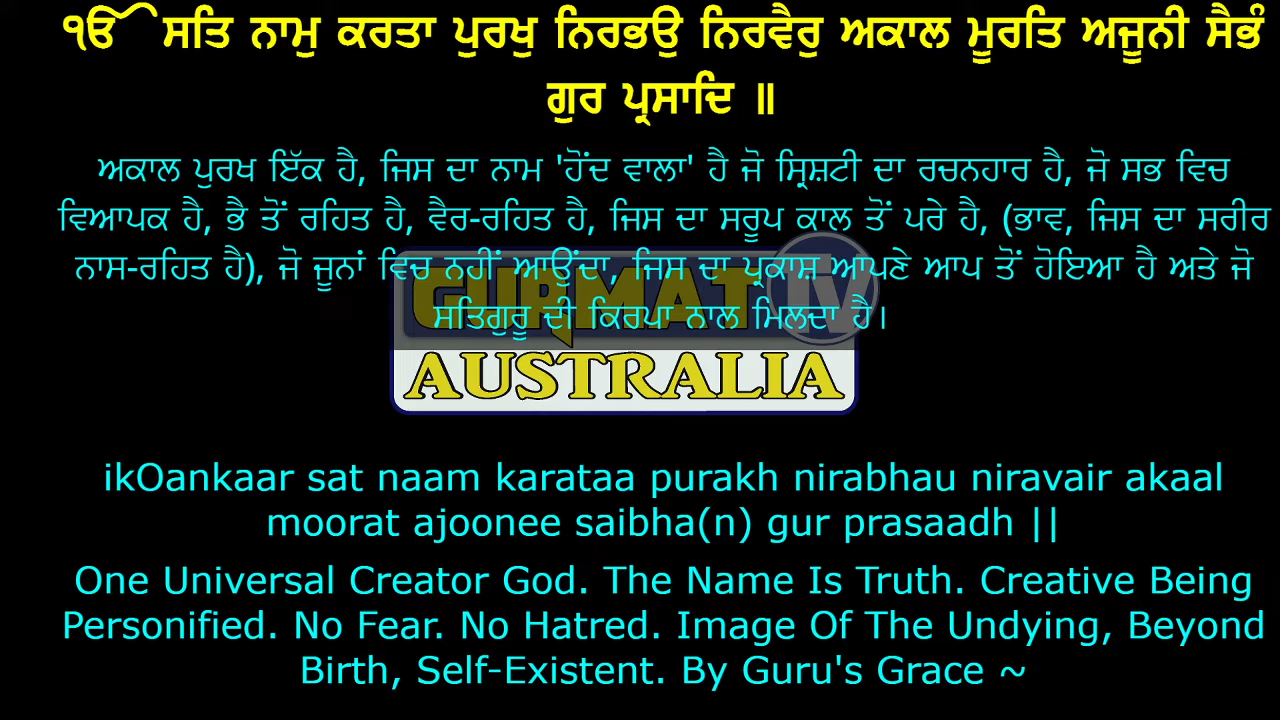 ੴ ਸਤਿ ਨਾਮੁ ਕਰਤਾ ਪੁਰਖੁ ਨਿਰਭਉ ਨਿਰਵੈਰੁ ਅਕਾਲ ਮੂਰਤਿ ਅਜੂਨੀ ਸੈਭੰ
ਗੁਰ ਪ੍ਰਸਾਦਿ ॥
ਅਕਾਲ ਪੁਰਖ ਇੱਕ ਹੈ, ਜਿਸ ਦਾ ਨਾਮ 'ਹੋਂਦ ਵਾਲਾ' ਹੈ ਜੋ ਸ੍ਰਿਸ਼ਟੀ ਦਾ ਰਚਨਹਾਰ ਹੈ, ਜੋ ਸਭ ਵਿਚ
ਵਿਆਪਕ ਹੈ, ਭੈ ਤੋਂ ਰਹਿਤ ਹੈ, ਵੈਰ-ਰਹਿਤ ਹੈ, ਜਿਸ ਦਾ ਸਰੂਪ ਕਾਲ ਤੋਂ ਪਰੇ ਹੈ, (ਭਾਵ, ਜਿਸ ਦਾ ਸਰੀਰ
ਨਾਸ-ਰਹਿਤ ਹੈ), ਜੋ ਜੂਨਾਂ ਵਿਚ ਨਹੀਂ ਆਉਂਦਾ, ਜਿਸ ਦਾ ਪ੍ਰਕਾਸ਼ ਆਪਣੇ ਆਪ ਤੋਂ ਹੋਇਆ ਹੈ ਅਤੇ ਜੋ
ਸਤਿਗੁਰੂ ਦੀ ਕਿਰਪਾ ਨਾਲ ਮਿਲਦਾ ਹੈ।
GURMAT TV
AUSTRALIA
ikOankaar sat naam karataa purakh nirabhau niravair akaal
moorat ajoonee saibha(n) gur prasaadh ||
One Universal Creator God. The Name Is Truth. Creative Being
Personified. No Fear. No Hatred. Image Of The Undying, Beyond
Birth, Self-Existent. By Guru's Grace ~